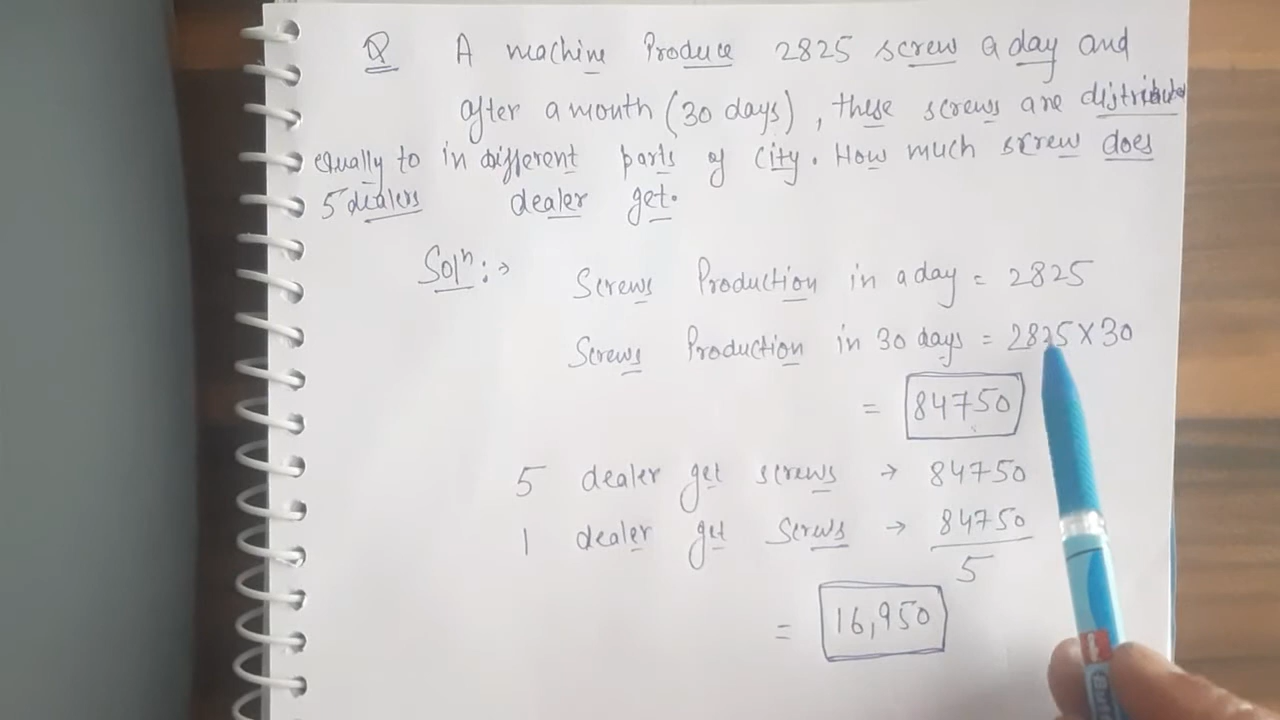 Q A machine Produce 2825 screw a day and
after a month (30 days), these screws are distributed
equally to in different parts of city. How much screw does
5 dealers dealer get.
Solⁿ:→ Screws Production in a day = 2825
Screws Production in 30 days = 2825 X 30
= 84750
5 dealer get screws → 84750
1 dealer get Screws → 84750
5
= 16,950